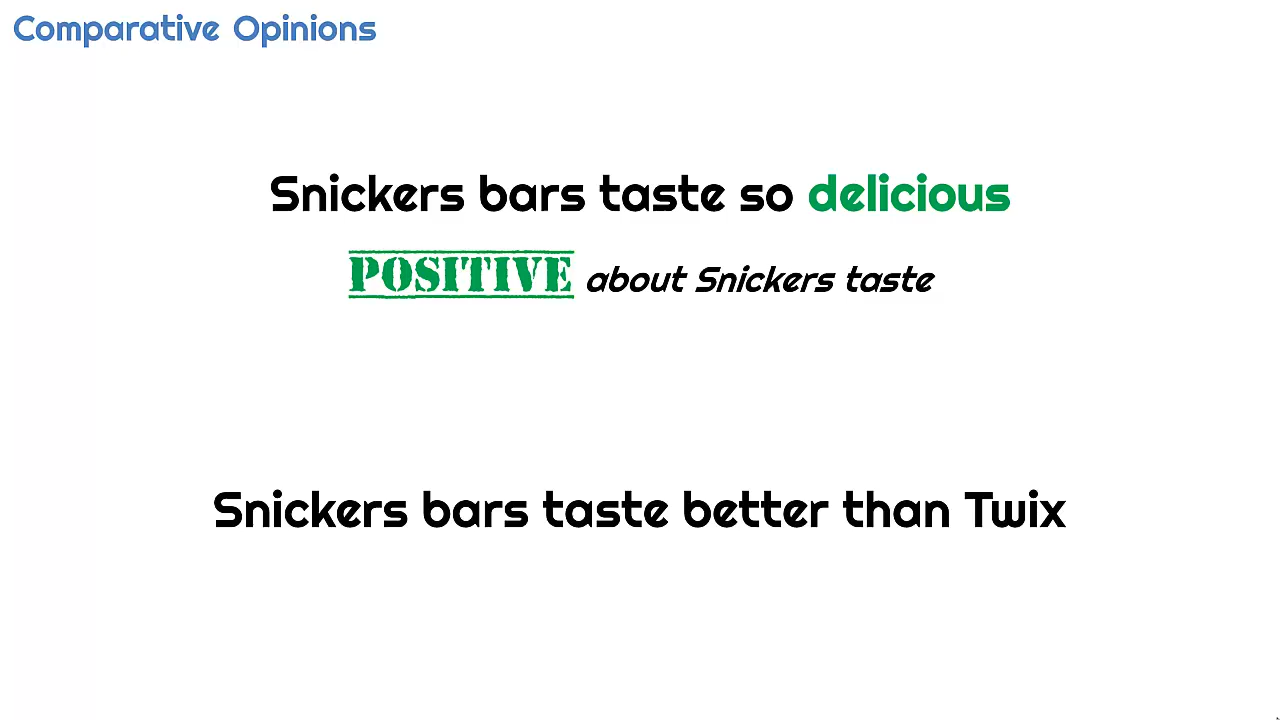 Comparative Opinions
Snickers bars taste so delicious
POSITIVE about Snickers taste
Snickers bars taste better than Twix